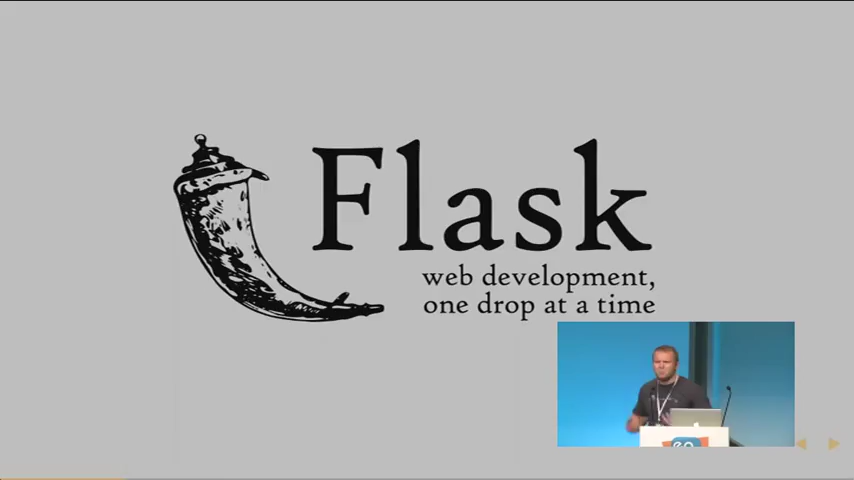 Flask
web development,
one drop at a time